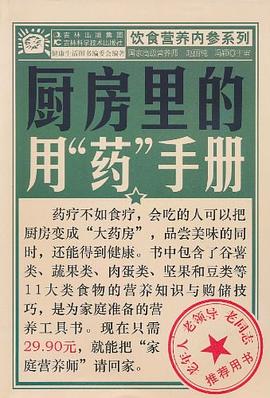 吉林出版集团
JC吉林科学技术出版社
饮食营养内参系列
健康生活图书编委会编著
国家高级营养师
主审
厨房里的
用“药”手册
药疗不如食疗，会吃的人可以把
厨房变成“大药房”，品尝美味的同
时，还能得到健康。书中包含了谷薯
类、蔬果类、肉蛋类、坚果和豆类等
11大类食物的营养知识与购储技
巧，是为家庭准备的营
养工具书。现在只需
29.90元，就能把“家
庭营养师”请回家。
老年人 老领导 老同志
推荐用书